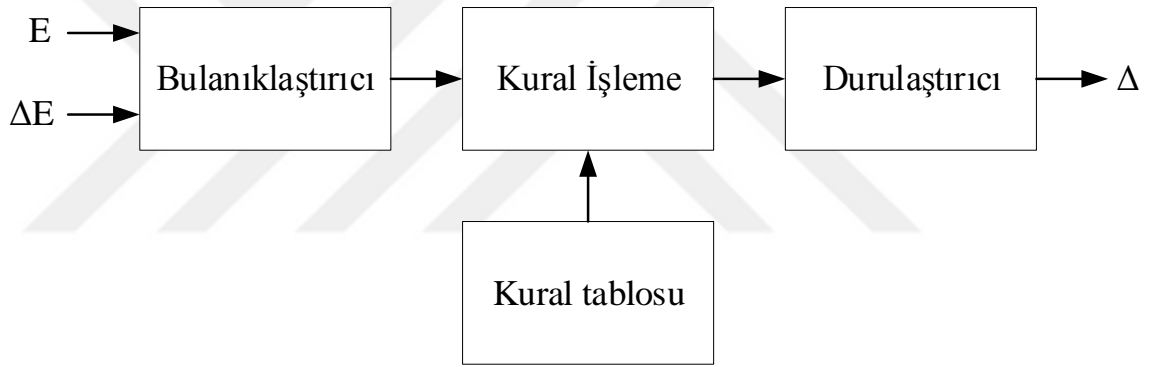 E
ΔE
Bulanıklaştırıcı
Kural İşleme
Durulaştırıcı
Δ
Kural tablosu